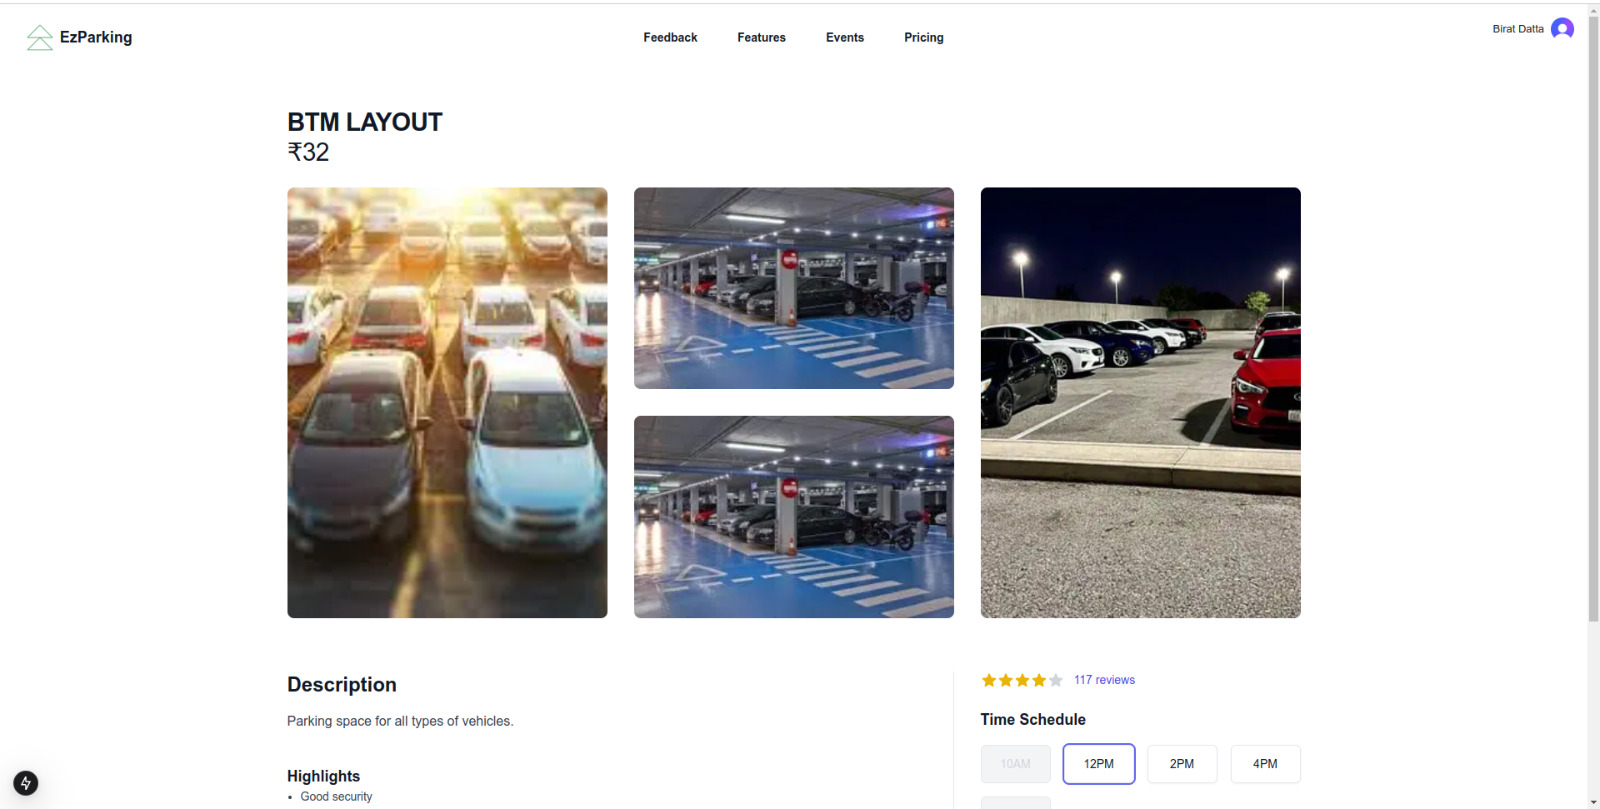 EzParking
Feedback Features Events Pricing
Birat Datta
BTM LAYOUT
₹32
Description
Parking space for all types of vehicles.
Highlights
Good security
117 reviews
Time Schedule
10AM 12PM 2PM 4PM